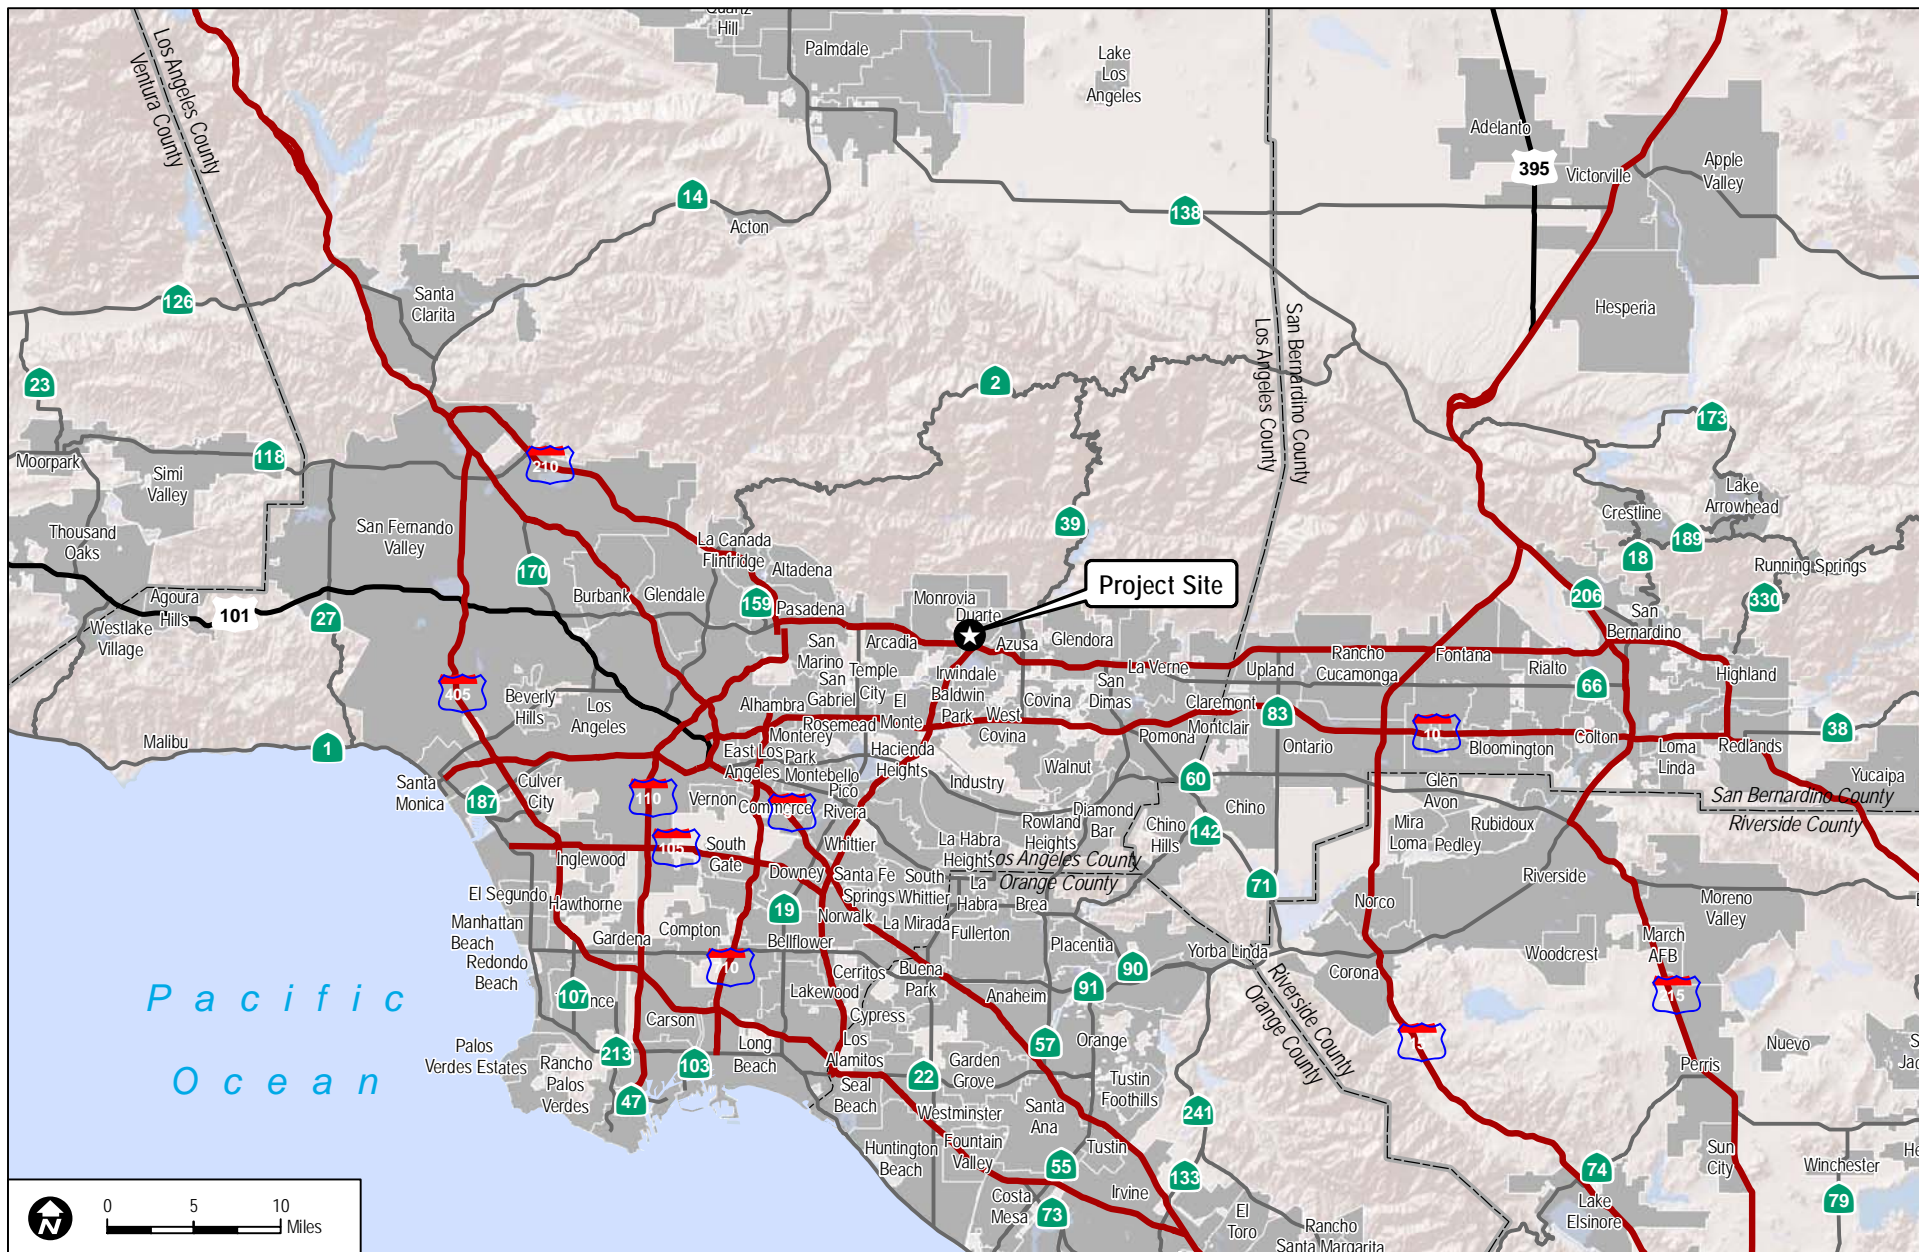 Quartz
Hill
Palmdale
Lake
Los
Angeles
Adelanto
395
Victorville
Apple
Valley
Los Angeles County
Ventura County
14
Acton
138
126
Santa
Clarita
Hesperia
San Bernardino County
Los Angeles County
23
2
173
118
Moorpark
Simi
Valley
210
Lake
Arrowhead
Crestline
189
18
Running Springs
330
206
Thousand
Oaks
San Fernando
Valley
39
La Canada
Flintridge
Altadena
170
Burbank
Glendale
159
Pasadena
Monrovia
Duarte
Project Site
Agoura
Hills
101
27
Westlake
Village
San
Bernardino
San
Marino
Arcadia
Azusa
Glendora
La Verne
Upland
Rancho
Cucamonga
Fontana
Rialto
66
Highland
405
Beverly
Hills
Los
Angeles
Alhambra
San
Gabriel
Temple
City
El
Monte
Irwindale
Baldwin
Park
Covina
San
Dimas
Claremont
83
10
38
Malibu
1
Rosemead
Monterey
Park
West
Covina
Pomona
Montclair
Ontario
Bloomington
Colton
Loma
Linda
Redlands
East Los
Angeles
Montebello
Hacienda
Heights
Industry
Walnut
60
Glen
Avon
Yucaipa
San Bernardino County
Riverside County
Santa
Monica
187
Culver
City
110
Vernon
Commerce
Pico
Rivera
Diamond
Bar
Chino
Chino
Hills
142
Mira
Loma
Pedley
Rubidoux
105
South
Gate
Whittier
La Habra
Heights
Rowland
Heights
Los Angeles County
Orange County
Inglewood
Downey
Santa Fe
Springs
South
Whittier
La
Habra
Brea
71
Riverside
El Segundo
Hawthorne
19
Norwalk
La Mirada
Fullerton
Norco
Moreno
Valley
Manhattan
Beach
Gardena
Compton
Bellflower
Placentia
Yorba Linda
Woodcrest
March
AFB
Redondo
Beach
Cerritos
Buena
Park
90
Corona
Riverside County
Orange County
Pacific
Ocean
107
Lakewood
Anaheim
91
Cypress
Carson
Long
Beach
Los
Alamitos
57
Orange
Palos
Verdes Estates
Rancho
Palos
Verdes
213
103
Garden
Grove
Perris
Nuevo
47
Seal
Beach
22
Tustin
Foothills
Westminster
Santa
Ana
241
Huntington
Beach
Fountain
Valley
Tustin
Sun
City
Winchester
55
133
74
Costa
Mesa
73
Irvine
El
Toro
Rancho
Santa Margarita
Lake
Elsinore
79
N
0 5 10
Miles